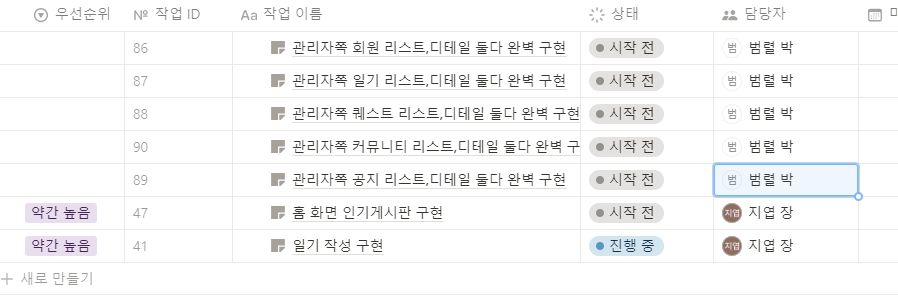 우선순위 № 작업 ID Aa 작업 이름 상태 담당자
86 관리자쪽 회원 리스트,디테일 둘다 완벽 구현 시작 전 범 범렬 박
87 관리자쪽 일기 리스트,디테일 둘다 완벽 구현 시작 전 범 범렬 박
88 관리자쪽 퀘스트 리스트,디테일 둘다 완벽 구현 시작 전 범 범렬 박
90 관리자쪽 커뮤니티 리스트,디테일 둘다 완벽 구 시작 전 범 범렬 박
89 관리자쪽 공지 리스트,디테일 둘다 완벽 구현 시작 전 범 범렬 박
약간 높음 47 홈 화면 인기게시판 구현 시작 전 지엽 지엽 장
약간 높음 41 일기 작성 구현 진행 중 지엽 지엽 장
+ 새로 만들기